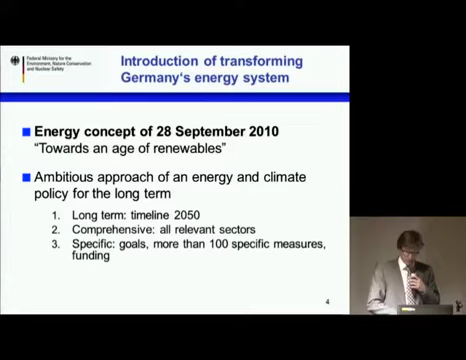 Federal Ministry for the
Environment, Nature Conservation
and Nuclear Safety
Introduction of transforming
Germany's energy system
Energy concept of 28 September 2010
“Towards an age of renewables”
Ambitious approach of an energy and climate
policy for the long term
1. Long term: timeline 2050
2. Comprehensive: all relevant sectors
3. Specific: goals, more than 100 specific measures,
funding
4